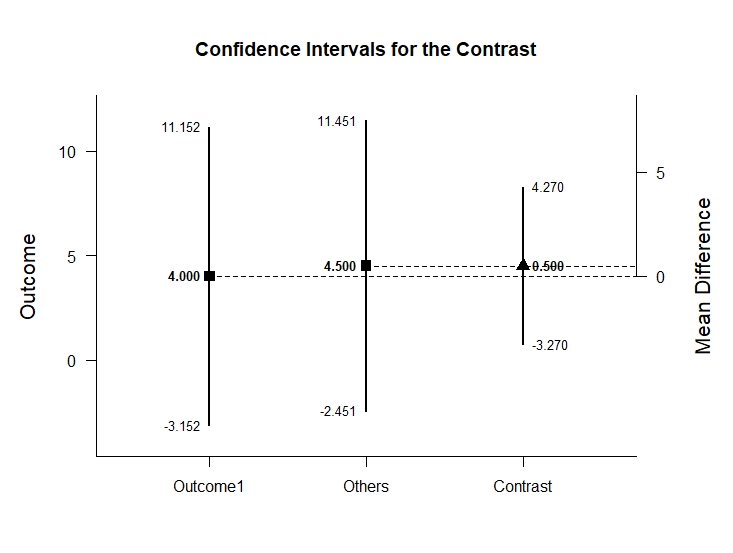 Confidence Intervals for the Contrast
11.152
11.451
10
5
4.270
Outcome
5
4.000
4.500
0.500
0
Mean Difference
0
-3.270
-2.451
-3.152
Outcome1
Others
Contrast